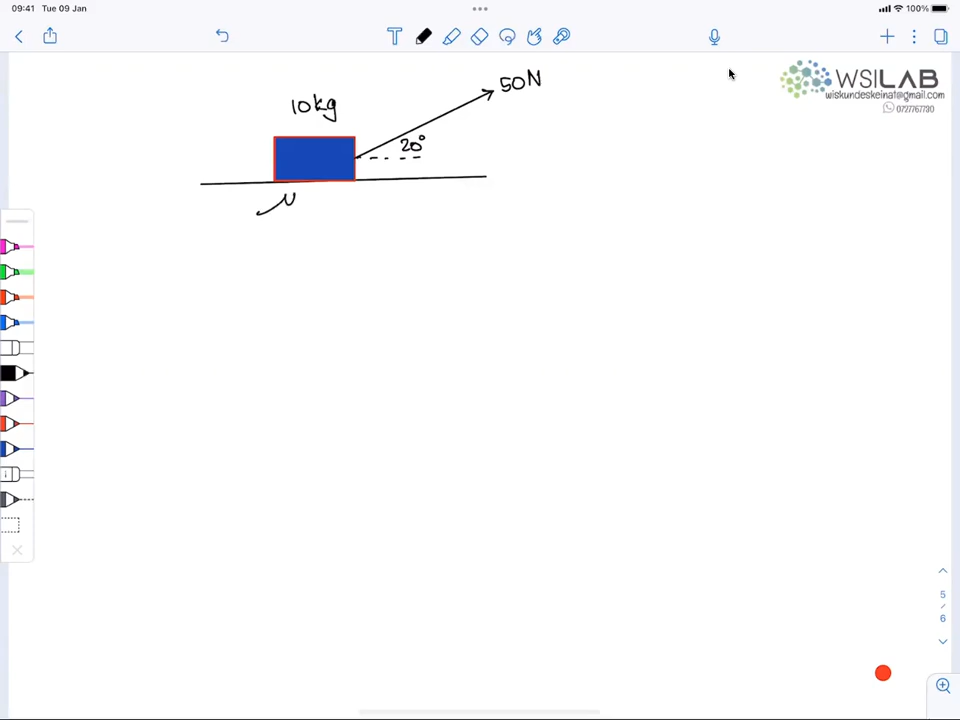 09:41 Tue 09 Jan
100%
T
WSILAB
wiskundeskeinat@gmail.com
0727767730
50N
10kg
20°
5
/
6